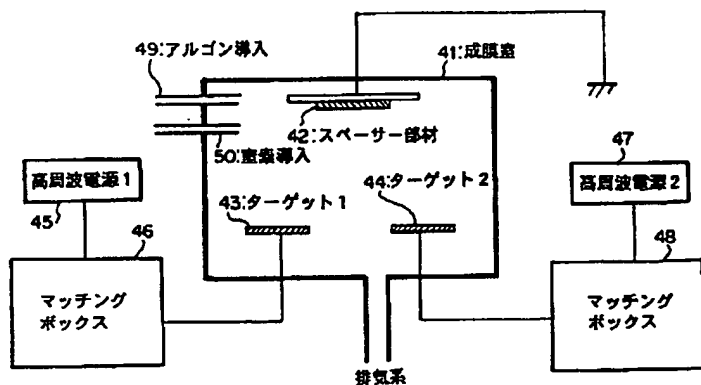 49:アルゴン導入
41:成膜室
42:スペーサー部材
50:窒素導入
47
高周波電源1
45
43:ターゲット1
44:ターゲット2
高周波電源2
46
48
マッチング
ボックス
マッチング
ボックス
排気系